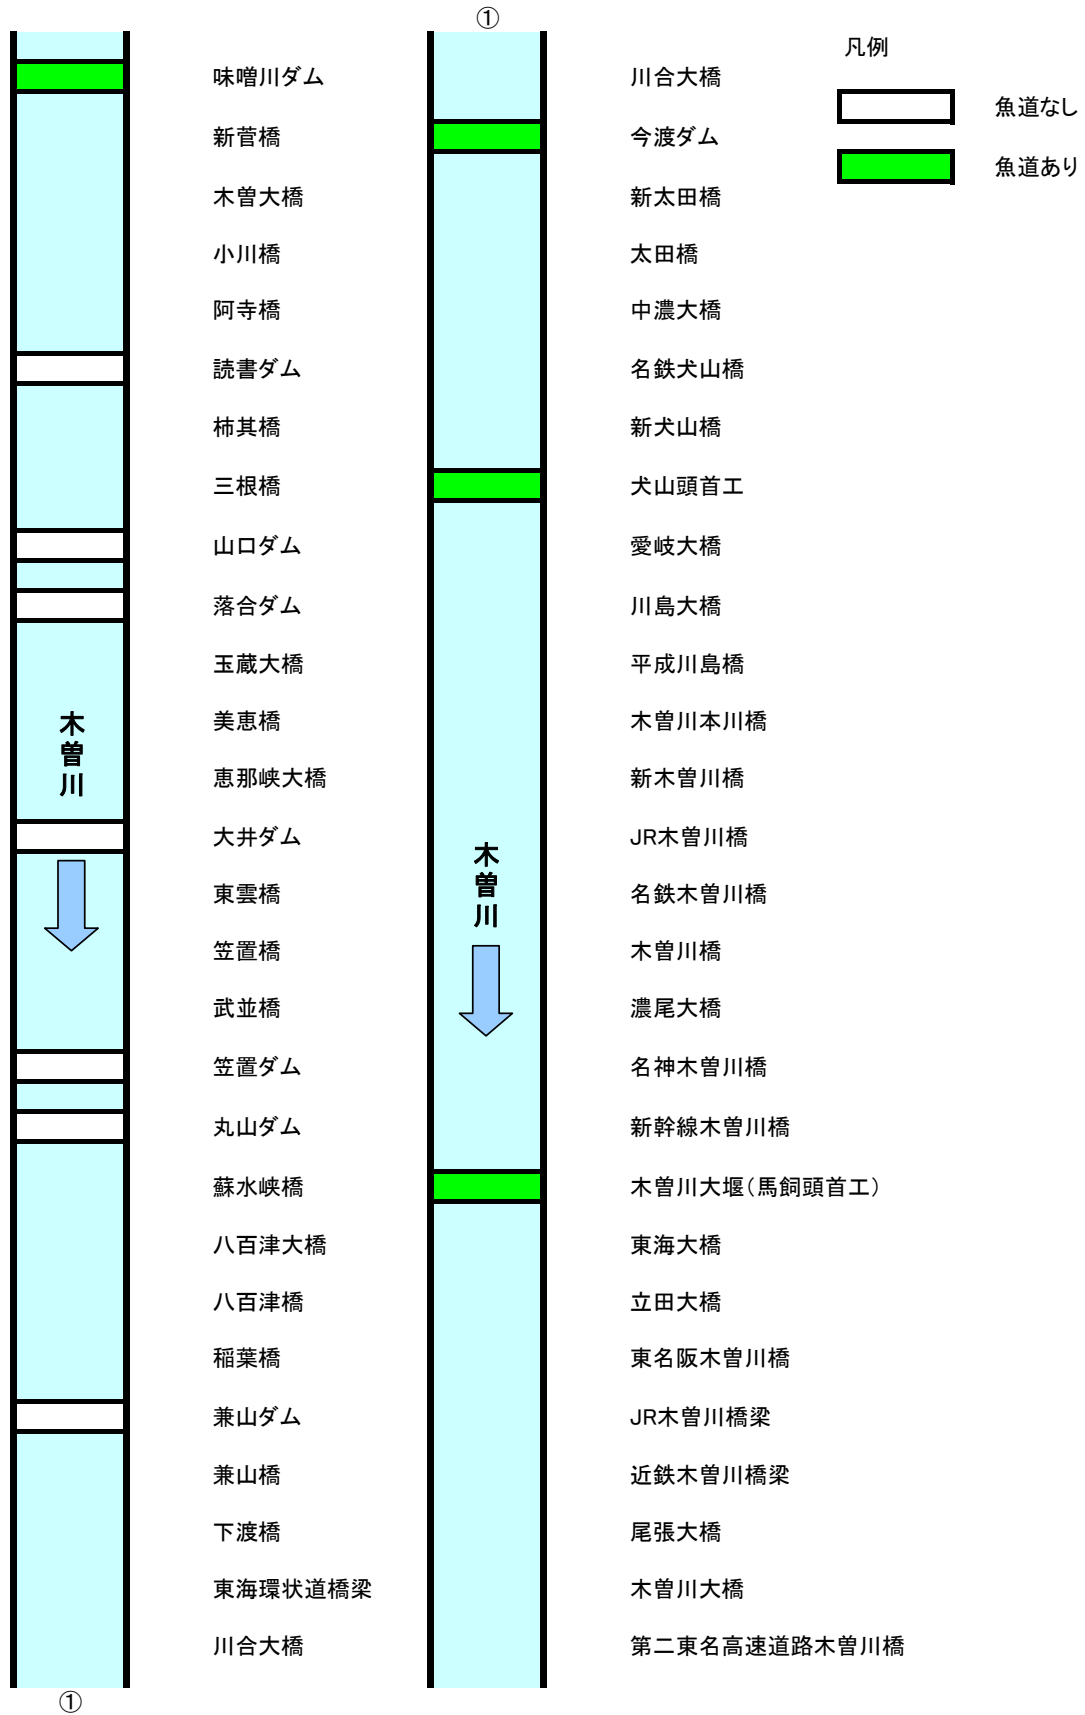 味噌川ダム
新菅橋
木曽大橋
小川橋
阿寺橋
読書ダム
柿其橋
三根橋
山口ダム
落合ダム
玉蔵大橋
美恵橋
恵那峡大橋
大井ダム
東雲橋
笠置橋
武並橋
笠置ダム
丸山ダム
蘇水峡橋
八百津大橋
八百津橋
稲葉橋
兼山ダム
兼山橋
下渡橋
東海環状道橋梁
川合大橋
木曽川
①
①
川合大橋
今渡ダム
新太田橋
太田橋
中濃大橋
名鉄犬山橋
新犬山橋
犬山頭首工
愛岐大橋
川島大橋
平成川島橋
木曽川本川橋
新木曽川橋
JR木曽川橋
名鉄木曽川橋
木曽川橋
濃尾大橋
名神木曽川橋
新幹線木曽川橋
木曽川大堰(馬飼頭首工)
東海大橋
立田大橋
東名阪木曽川橋
JR木曽川橋梁
近鉄木曽川橋梁
尾張大橋
木曽川大橋
第二東名高速道路木曽川橋
木曽川
凡例
魚道なし
魚道あり